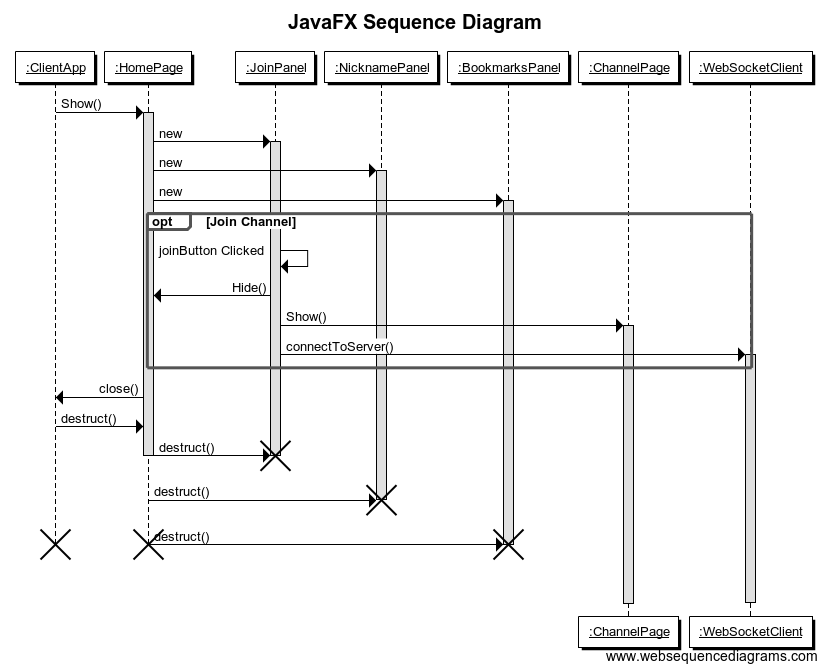 JavaFX Sequence Diagram
:ClientApp :HomePage :JoinPanel :NicknamePanel :BookmarksPanel :ChannelPage :WebSocketClient
Show()
new
new
new
opt [Join Channel]
joinButton Clicked
Hide()
Show()
connectToServer()
close()
destruct()
destruct()
destruct()
destruct()
:ChannelPage :WebSocketClient
www.websequencediagrams.com